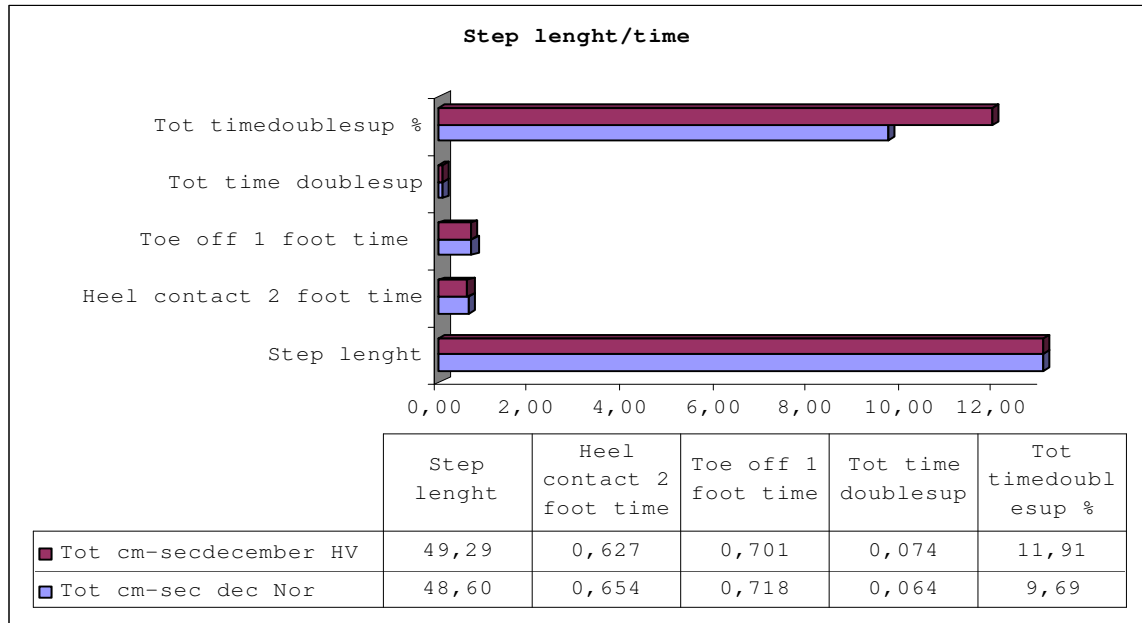 Step lenght/time
Tot timedoublesup %
Tot time doublesup
Toe off 1 foot time
Heel contact 2 foot time
Step lenght
0,00 2,00 4,00 6,00 8,00 10,00 12,00
Step lenght
Heel contact 2 foot time
Toe off 1 foot time
Tot time doublesup
Tot timedoubl esup %
Tot cm-secdecember HV 49,29 0,627 0,701 0,074 11,91
Tot cm-sec dec Nor 48,60 0,654 0,718 0,064 9,69